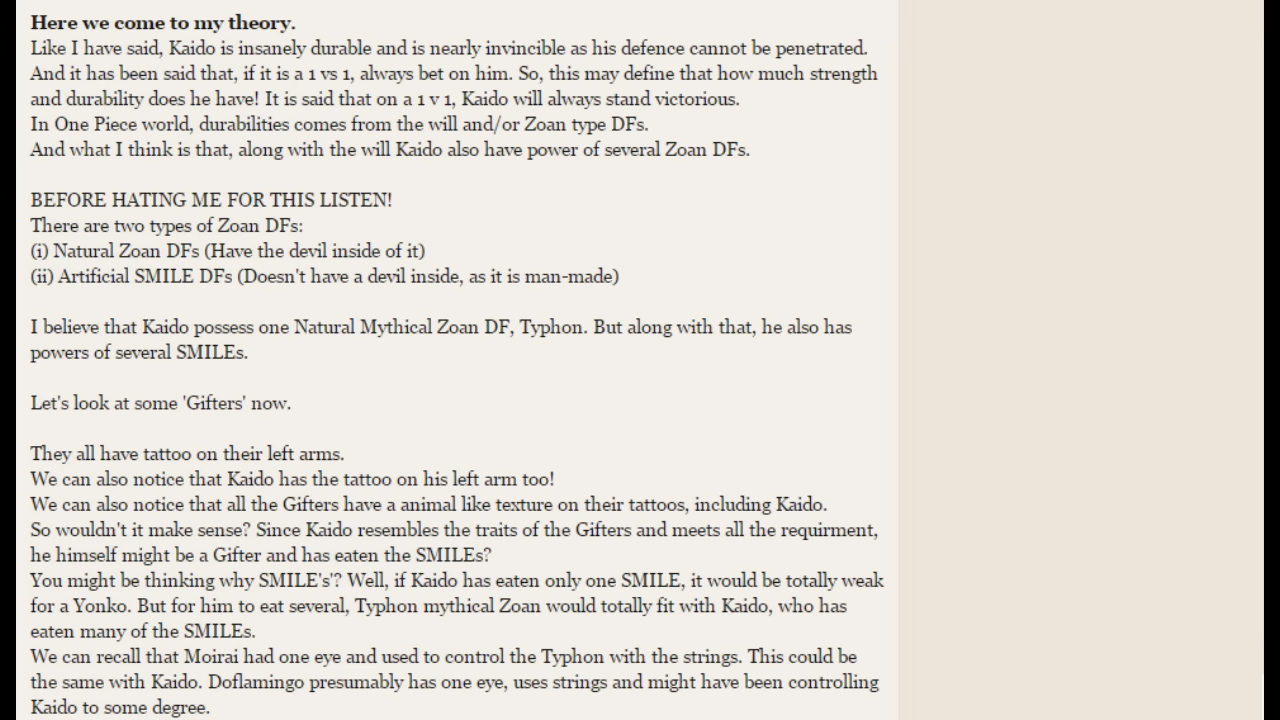 Here we come to my theory.
Like I have said, Kaido is insanely durable and is nearly invincible as his defence cannot be penetrated.
And it has been said that, if it is a 1 vs 1, always bet on him. So, this may define that how much strength
and durability does he have! It is said that on a 1 v 1, Kaido will always stand victorious.
In One Piece world, durabilities comes from the will and/or Zoan type DFs.
And what I think is that, along with the will Kaido also have power of several Zoan DFs.
BEFORE HATING ME FOR THIS LISTEN!
There are two types of Zoan DFs:
(i) Natural Zoan DFs (Have the devil inside of it)
(ii) Artificial SMILE DFs (Doesn't have a devil inside, as it is man-made)
I believe that Kaido possess one Natural Mythical Zoan DF, Typhon. But along with that, he also has
powers of several SMILEs.
Let's look at some 'Gifters' now.
They all have tattoo on their left arms.
We can also notice that Kaido has the tattoo on his left arm too!
We can also notice that all the Gifters have a animal like texture on their tattoos, including Kaido.
So wouldn't it make sense? Since Kaido resembles the traits of the Gifters and meets all the requirment,
he himself might be a Gifter and has eaten the SMILEs?
You might be thinking why SMILE's'? Well, if Kaido has eaten only one SMILE, it would be totally weak
for a Yonko. But for him to eat several, Typhon mythical Zoan would totally fit with Kaido, who has
eaten many of the SMILEs.
We can recall that Moirai had one eye and used to control the Typhon with the strings. This could be
the same with Kaido. Doflamingo presumably has one eye, uses strings and might have been controlling
Kaido to some degree.